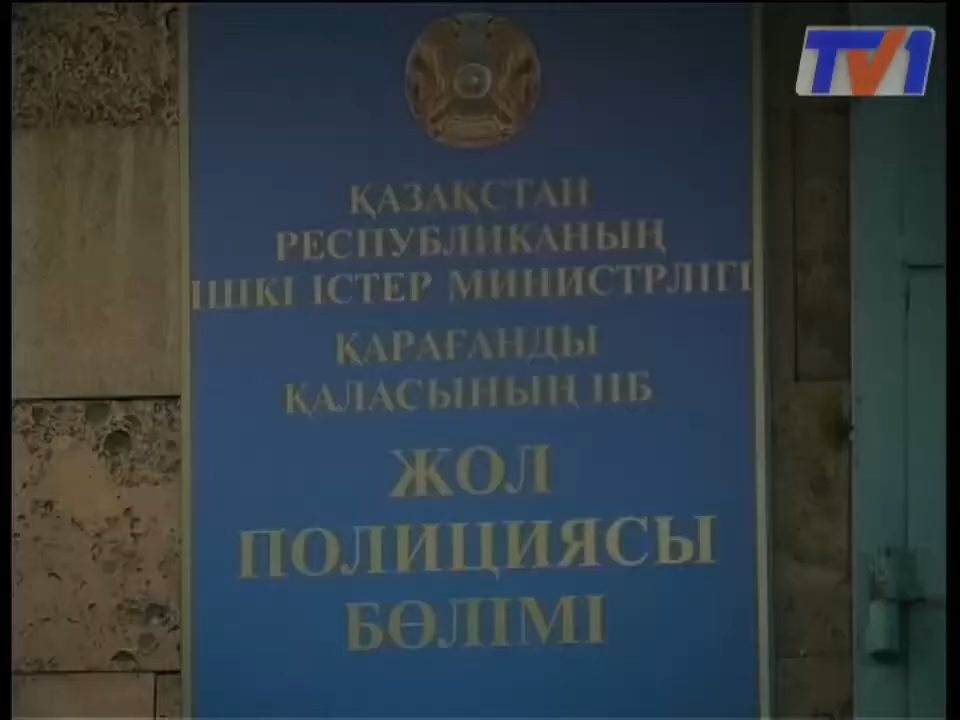 TV1
ҚАЗАҚСТАН
РЕСПУБЛИКАНЫҢ
ІШКІ ІСТЕР МИНИСТРЛІГІ
ҚАРАҒАНДЫ
ҚАЛАСЫНЫҢ ІІБ
ЖОЛ
ПОЛИЦИЯСЫ
БӨЛІМІ